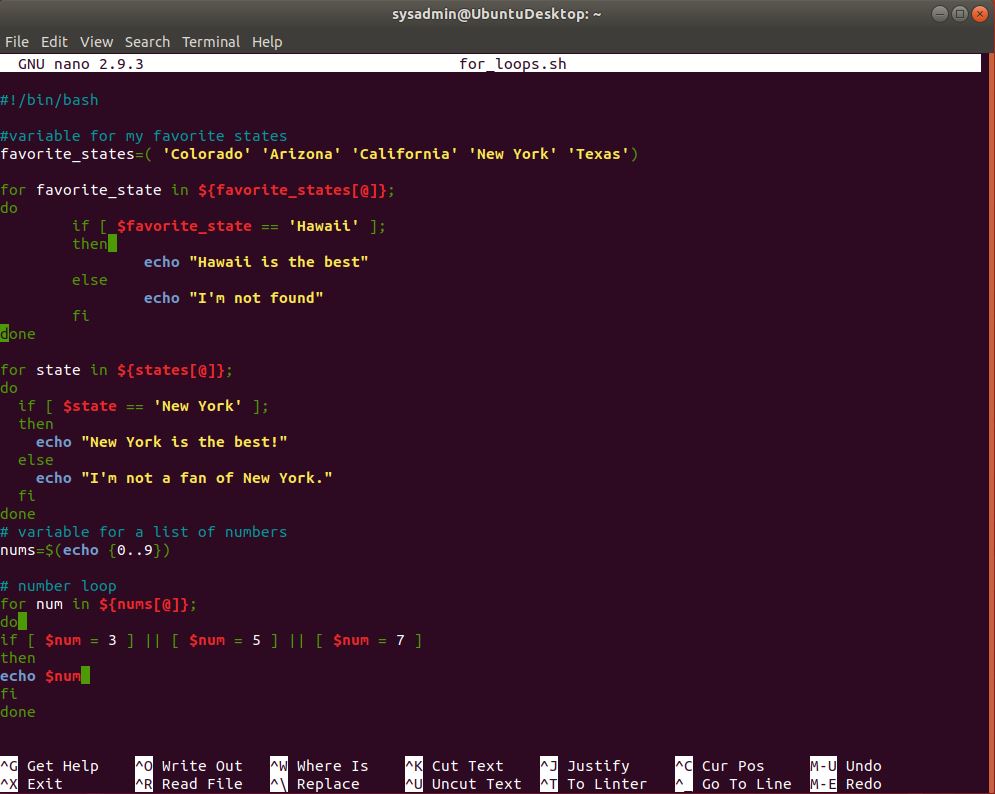 sysadmin@UbuntuDesktop: ~
File Edit View Search Terminal Help
GNU nano 2.9.3 for_loops.sh
#!/bin/bash
#variable for my favorite states
favorite_states=( 'Colorado' 'Arizona' 'California' 'New York' 'Texas')
for favorite_state in ${favorite_states[@]};
do
if [ $favorite_state == 'Hawaii' ];
then
echo "Hawaii is the best"
else
echo "I'm not found"
fi
done
for state in ${states[@]};
do
if [ $state == 'New York' ];
then
echo "New York is the best!"
else
echo "I'm not a fan of New York."
fi
done
# variable for a list of numbers
nums=$(echo {0..9})
# number loop
for num in ${nums[@]};
do
if [ $num = 3 ] || [ $num = 5 ] || [ $num = 7 ]
then
echo $num
fi
done
^G Get Help ^O Write Out ^W Where Is ^K Cut Text ^J Justify ^C Cur Pos M-U Undo
^X Exit ^R Read File ^\ Replace ^U Uncut Text ^T To Linter ^_ Go To Line M-E Redo